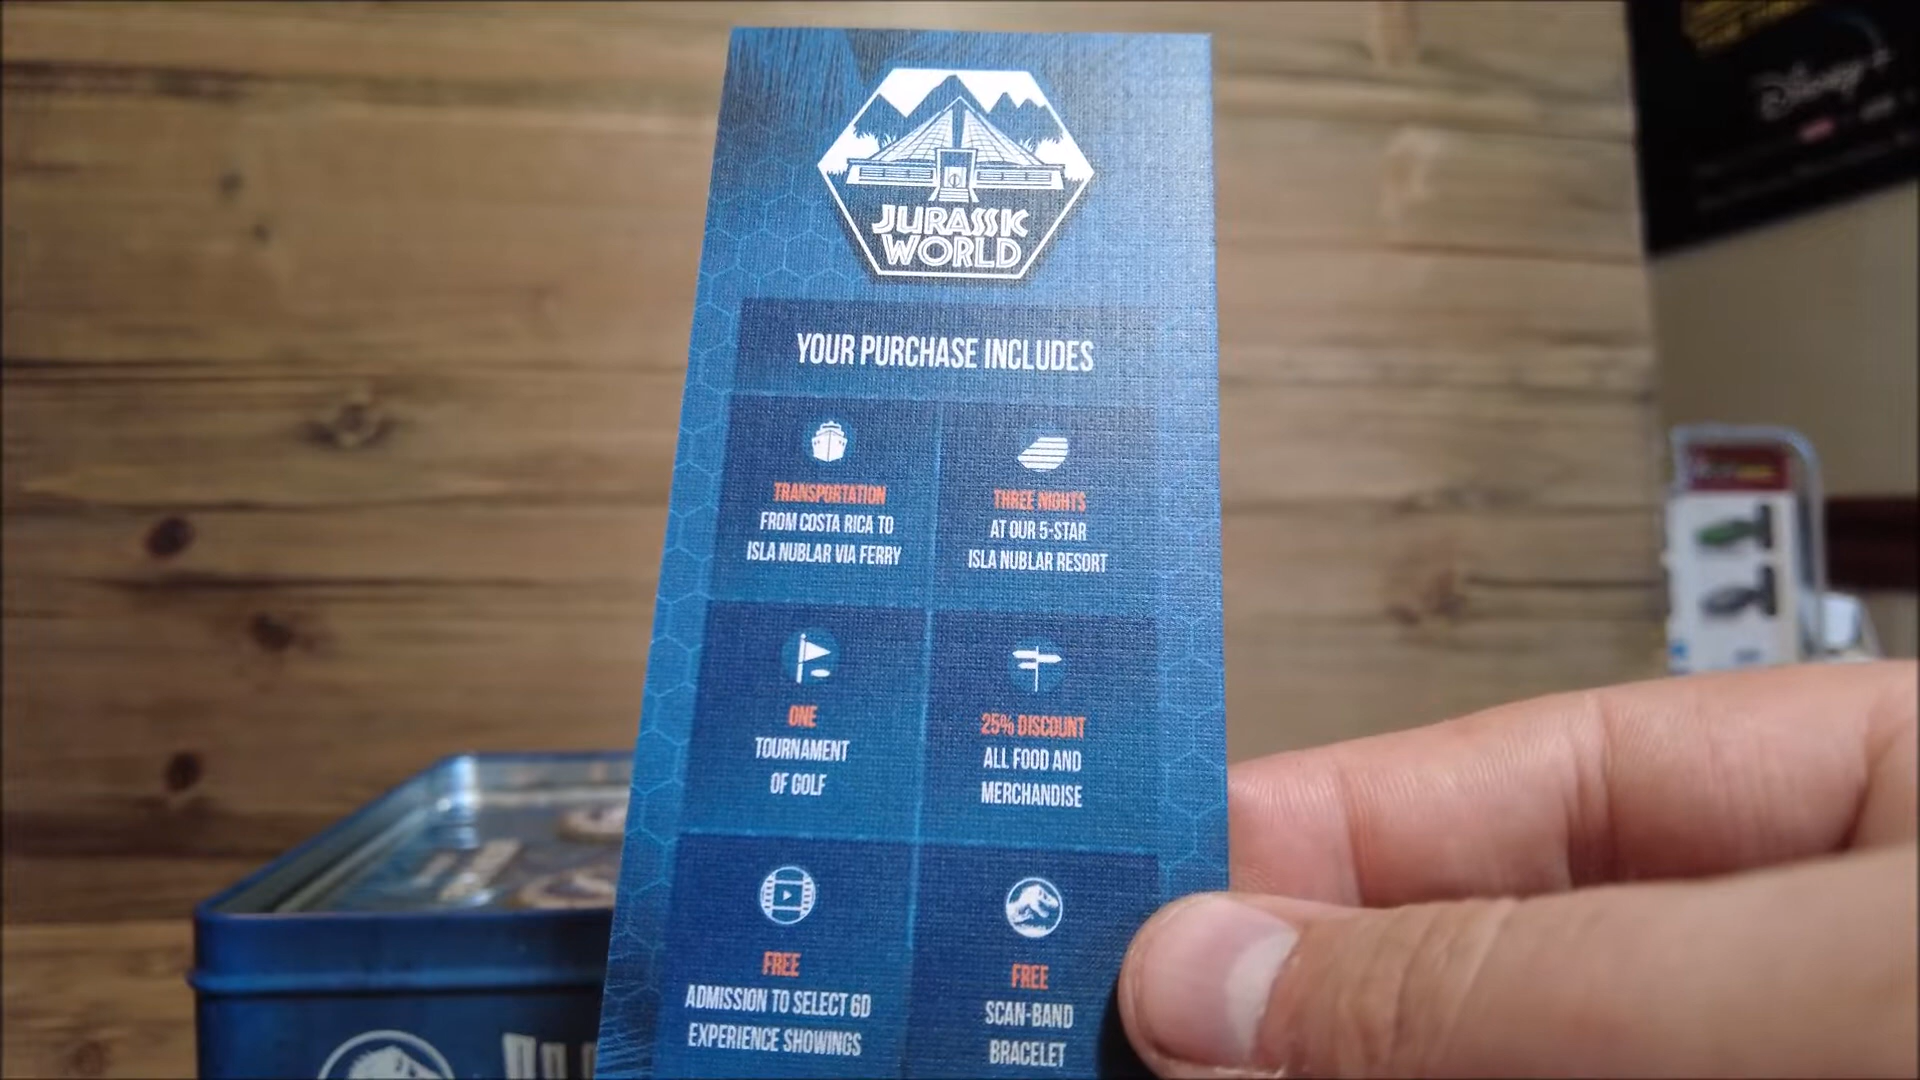 JURASSIC
WORLD
YOUR PURCHASE INCLUDES
TRANSPORTATION
FROM COSTA RICA TO
ISLA NUBLAR VIA FERRY
THREE NIGHTS
AT OUR 5-STAR
ISLA NUBLAR RESORT
ONE
TOURNAMENT
OF GOLF
25% DISCOUNT
ALL FOOD AND
MERCHANDISE
FREE
ADMISSION TO SELECT 6D
EXPERIENCE SHOWINGS
FREE
SCAN-BAND
BRACELET
Disney+